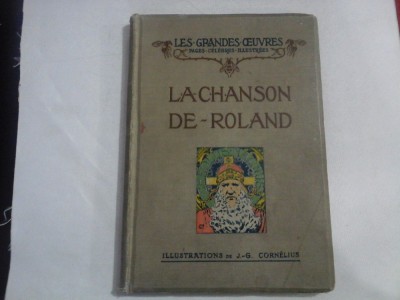 LES·GRANDES·ŒUVRES
PAGES·CÉLÈBRES·ILLUSTRÉES
LA·CHANSON
DE-ROLAND
ILLUSTRATIONS DE J.-G. CORNÉLIUS